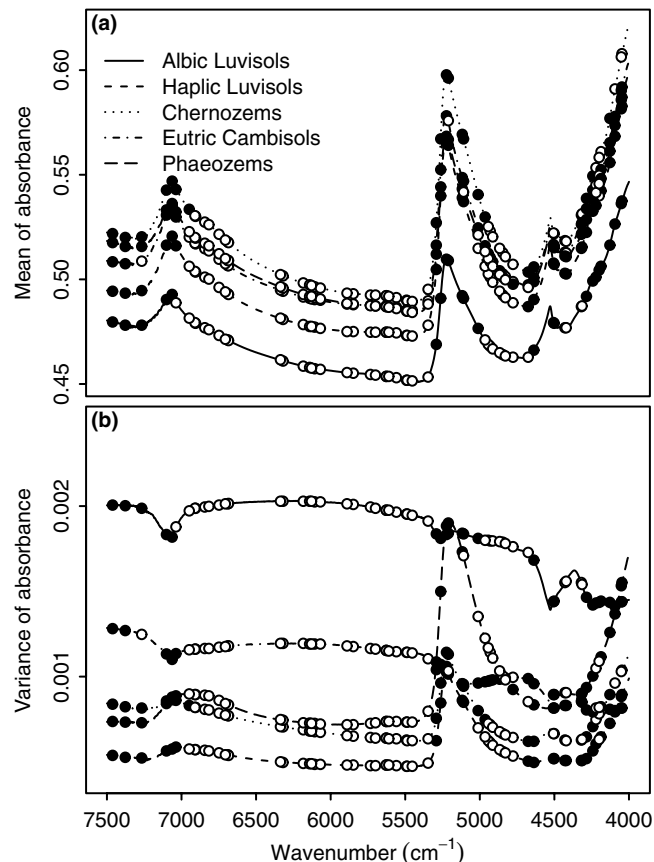 (a)
Albic Luvisols
Haplic Luvisols
Chernozems
Eutric Cambisols
Phaeozems
Mean of absorbance
0.60
0.55
0.50
0.45
(b)
Variance of absorbance
0.002
0.001
7500 7000 6500 6000 5500 5000 4500 4000
Wavenumber (cm⁻¹)